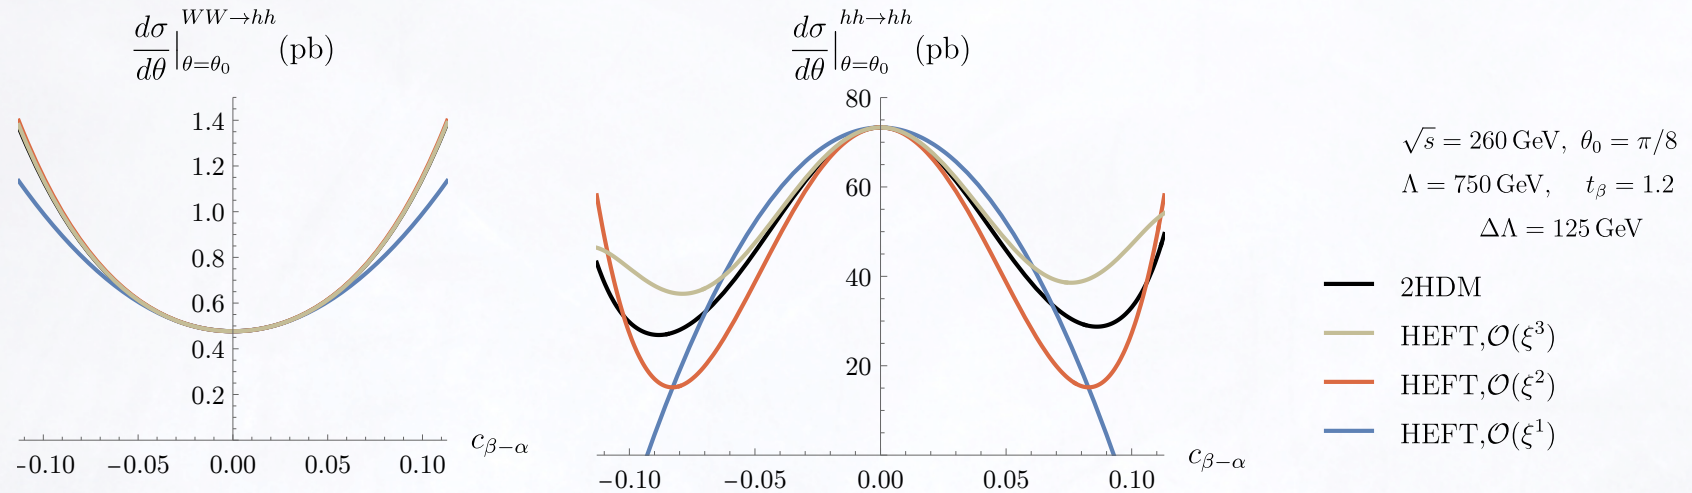 dσ/dθ|θ=θ₀ ^WW→hh (pb)
1.4
1.2
1.0
0.8
0.6
0.4
0.2
−0.10 −0.05 0.00 0.05 0.10
cβ−α
dσ/dθ|θ=θ₀ ^hh→hh (pb)
80
60
40
20
−0.10 −0.05 0.00 0.05 0.10
cβ−α
√s = 260 GeV, θ₀ = π/8
Λ = 750 GeV, tβ = 1.2
ΔΛ = 125 GeV
2HDM
HEFT,𝒪(ξ³)
HEFT,𝒪(ξ²)
HEFT,𝒪(ξ¹)